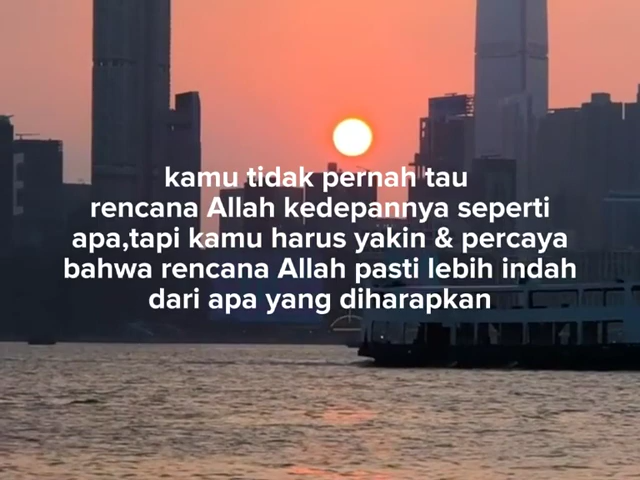 kamu tidak pernah tau
rencana Allah kedepannya seperti
apa,tapi kamu harus yakin & percaya
bahwa rencana Allah pasti lebih indah
dari apa yang diharapkan